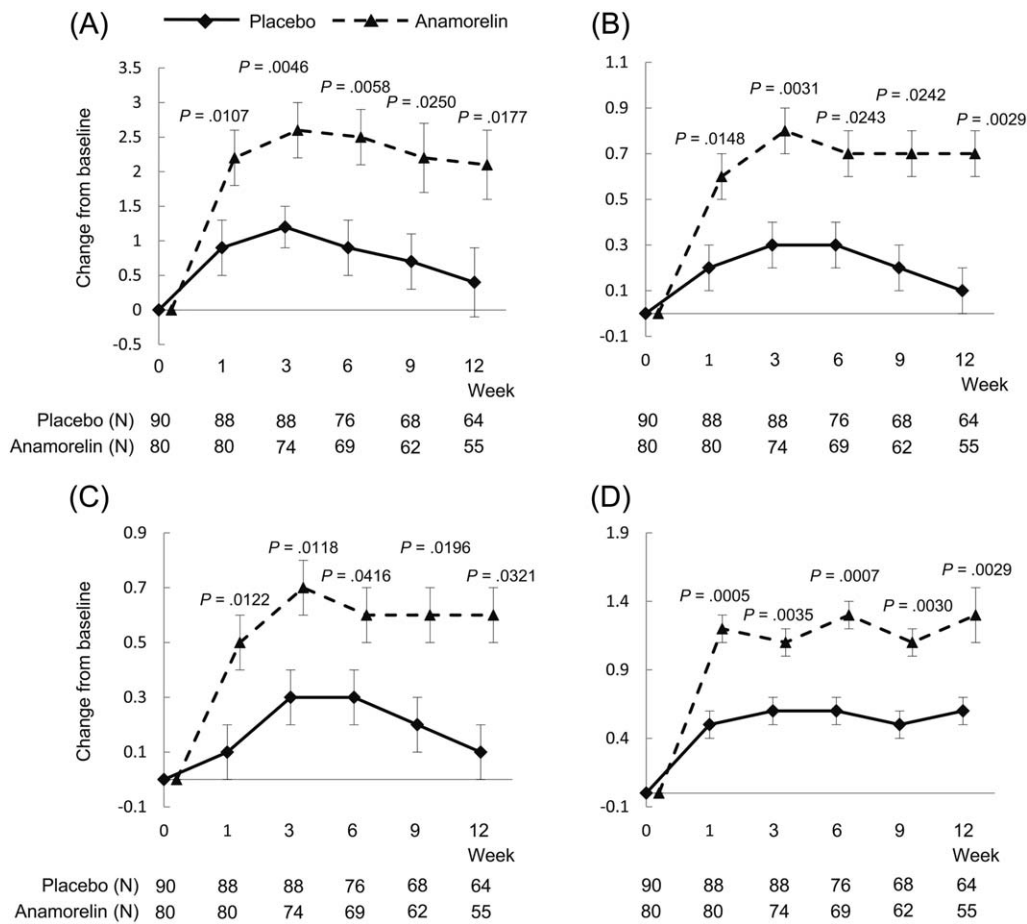 (A)
Placebo
Anamorelin
Change from baseline
3.5
3
2.5
2
1.5
1
0.5
0
-0.5
P = .0107
P = .0046
P = .0058
P = .0250
P = .0177
0 1 3 6 9 12
Week
Placebo (N) 90 88 88 76 68 64
Anamorelin (N) 80 80 74 69 62 55
(B)
1.1
0.9
0.7
0.5
0.3
0.1
-0.1
P = .0148
P = .0031
P = .0243
P = .0242
P = .0029
0 1 3 6 9 12
Week
90 88 88 76 68 64
80 80 74 69 62 55
(C)
Change from baseline
0.9
0.7
0.5
0.3
0.1
-0.1
P = .0122
P = .0118
P = .0416
P = .0196
P = .0321
0 1 3 6 9 12
Week
Placebo (N) 90 88 88 76 68 64
Anamorelin (N) 80 80 74 69 62 55
(D)
1.9
1.4
0.9
0.4
-0.1
P = .0005
P = .0035
P = .0007
P = .0030
P = .0029
0 1 3 6 9 12
Week
90 88 88 76 68 64
80 80 74 69 62 55